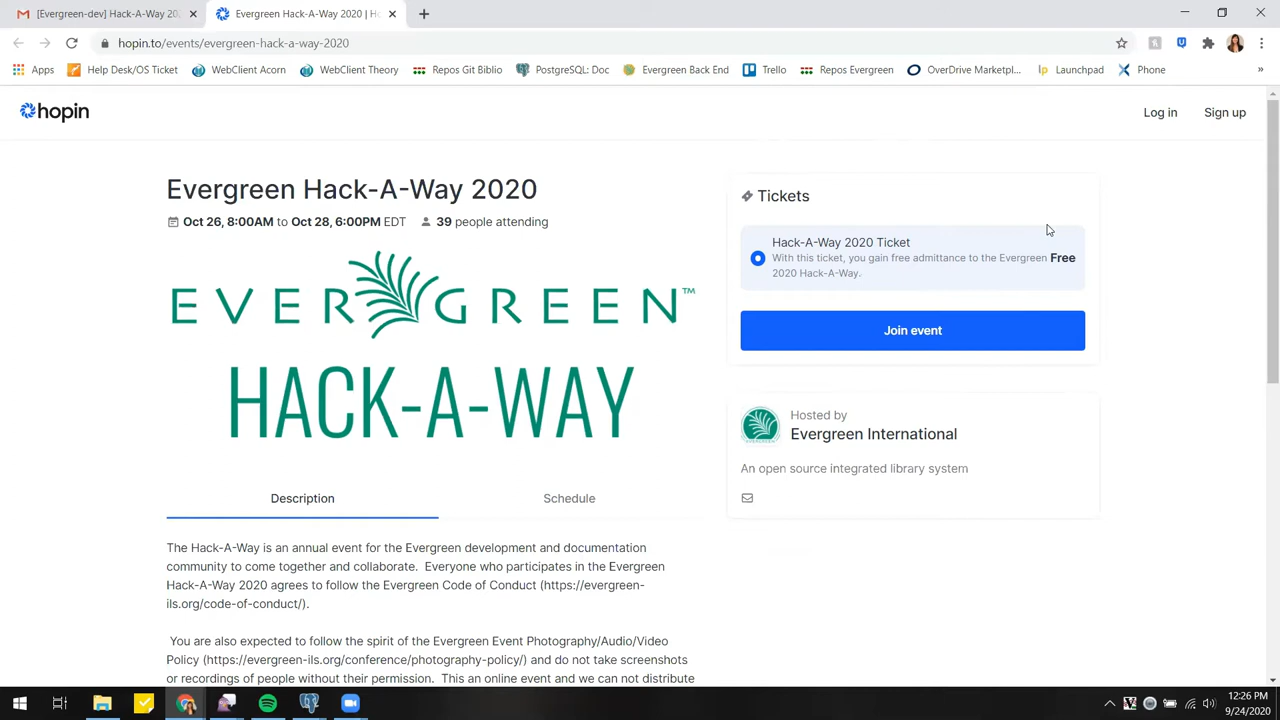 [Evergreen-dev] Hack-A-Way 202
Evergreen Hack-A-Way 2020 | H
hopin.to/events/evergreen-hack-a-way-2020
Apps
Help Desk/OS Ticket
WebClient Acorn
WebClient Theory
Repos Git Biblio
PostgreSQL: Doc
Evergreen Back End
Trello
Repos Evergreen
OverDrive Marketpl...
Launchpad
Phone
»
hopin
Log in
Sign up
Evergreen Hack-A-Way 2020
Oct 26, 8:00AM to Oct 28, 6:00PM EDT 39 people attending
EVERGREEN™
HACK-A-WAY
Description
Schedule
The Hack-A-Way is an annual event for the Evergreen development and documentation
community to come together and collaborate. Everyone who participates in the Evergreen
Hack-A-Way 2020 agrees to follow the Evergreen Code of Conduct (https://evergreen-
ils.org/code-of-conduct/).
You are also expected to follow the spirit of the Evergreen Event Photography/Audio/Video
Policy (https://evergreen-ils.org/conference/photography-policy/) and do not take screenshots
or recordings of people without their permission. This an online event and we can not distribute
Tickets
Hack-A-Way 2020 Ticket
With this ticket, you gain free admittance to the Evergreen
2020 Hack-A-Way.
Free
Join event
EVERGREEN
Hosted by
Evergreen International
An open source integrated library system
12:26 PM
9/24/2020